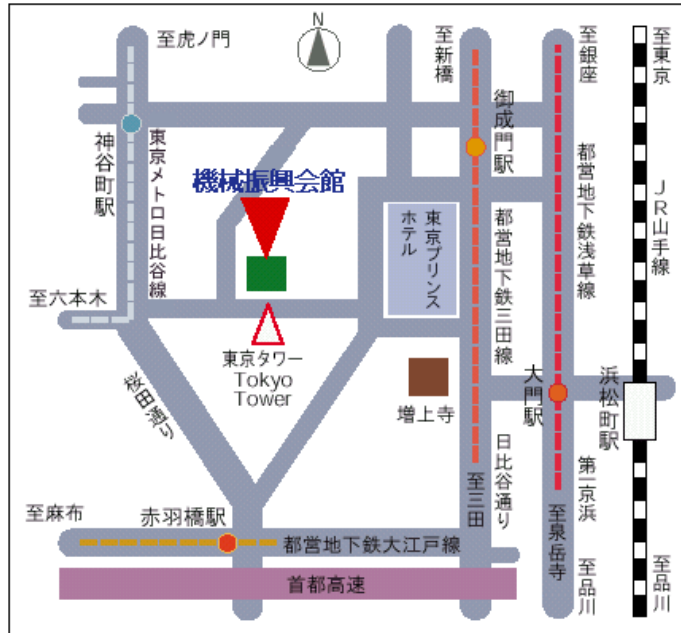 至虎ノ門
N
至新橋
至銀座
至東京
神谷町駅
東京メトロ日比谷線
機械振興会館
御成門駅
都営地下鉄浅草線
JR山手線
至六本木
東京プリンス
ホテル
都営地下鉄三田線
東京タワー
Tokyo
Tower
桜田通り
増上寺
大門駅
浜松町駅
至麻布
赤羽橋駅
都営地下鉄大江戸線
至三田
日比谷通り
至泉岳寺
第一京浜
至品川
至品川
首都高速